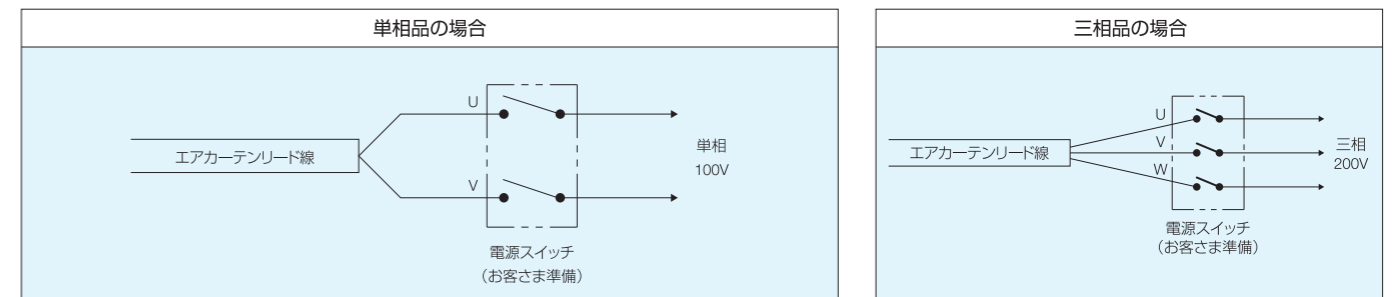 単相品の場合
U
エアカーテンリード線
V
単相
100V
電源スイッチ
（お客さま準備）
三相品の場合
U
エアカーテンリード線
V
W
三相
200V
電源スイッチ
（お客さま準備）